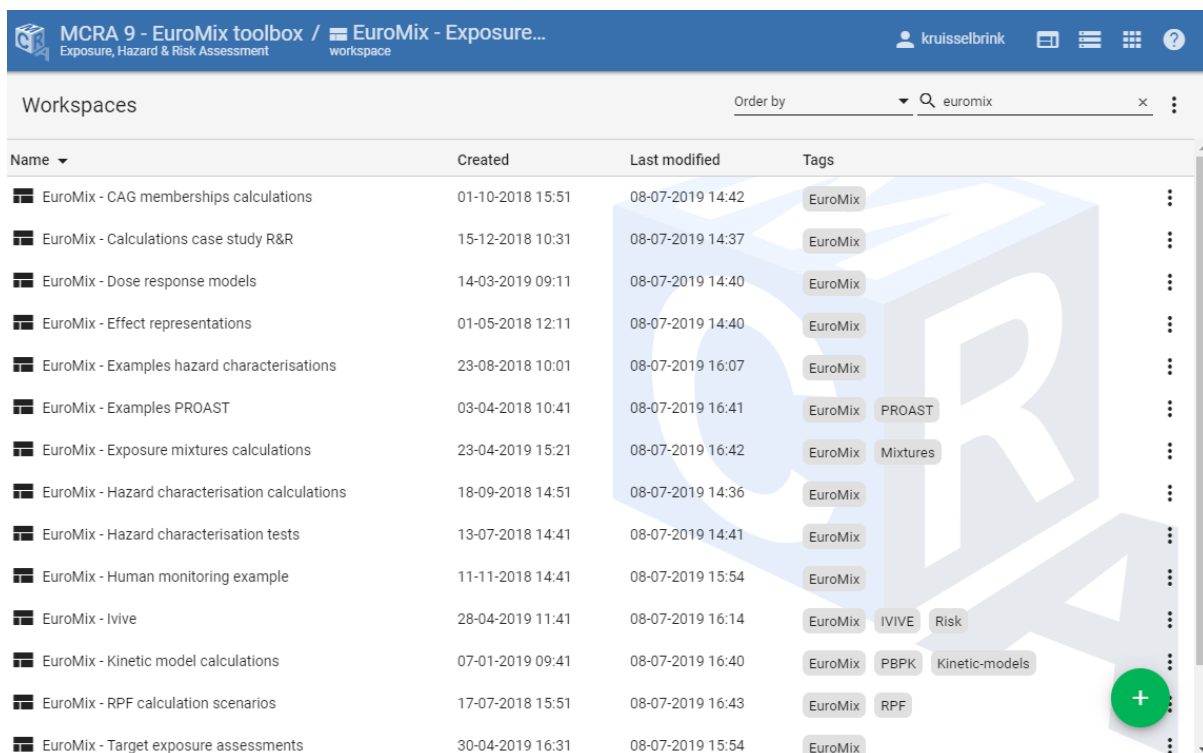 MCRA 9 - EuroMix toolbox / EuroMix - Exposure...
Exposure, Hazard & Risk Assessment workspace
kruisselbrink
Workspaces
Order by
euromix
Name Created Last modified Tags
EuroMix - CAG memberships calculations 01-10-2018 15:51 08-07-2019 14:42 EuroMix
EuroMix - Calculations case study R&R 15-12-2018 10:31 08-07-2019 14:37 EuroMix
EuroMix - Dose response models 14-03-2019 09:11 08-07-2019 14:40 EuroMix
EuroMix - Effect representations 01-05-2018 12:11 08-07-2019 14:40 EuroMix
EuroMix - Examples hazard characterisations 23-08-2018 10:01 08-07-2019 16:07 EuroMix
EuroMix - Examples PROAST 03-04-2018 10:41 08-07-2019 16:41 EuroMix PROAST
EuroMix - Exposure mixtures calculations 23-04-2019 15:21 08-07-2019 16:42 EuroMix Mixtures
EuroMix - Hazard characterisation calculations 18-09-2018 14:51 08-07-2019 14:36 EuroMix
EuroMix - Hazard characterisation tests 13-07-2018 14:41 08-07-2019 14:41 EuroMix
EuroMix - Human monitoring example 11-11-2018 14:41 08-07-2019 15:54 EuroMix
EuroMix - Ivive 28-04-2019 11:41 08-07-2019 16:14 EuroMix IVIVE Risk
EuroMix - Kinetic model calculations 07-01-2019 09:41 08-07-2019 16:40 EuroMix PBPK Kinetic-models
EuroMix - RPF calculation scenarios 17-07-2018 15:51 08-07-2019 16:43 EuroMix RPF
EuroMix - Target exposure assessments 30-04-2019 16:31 08-07-2019 15:54 EuroMix